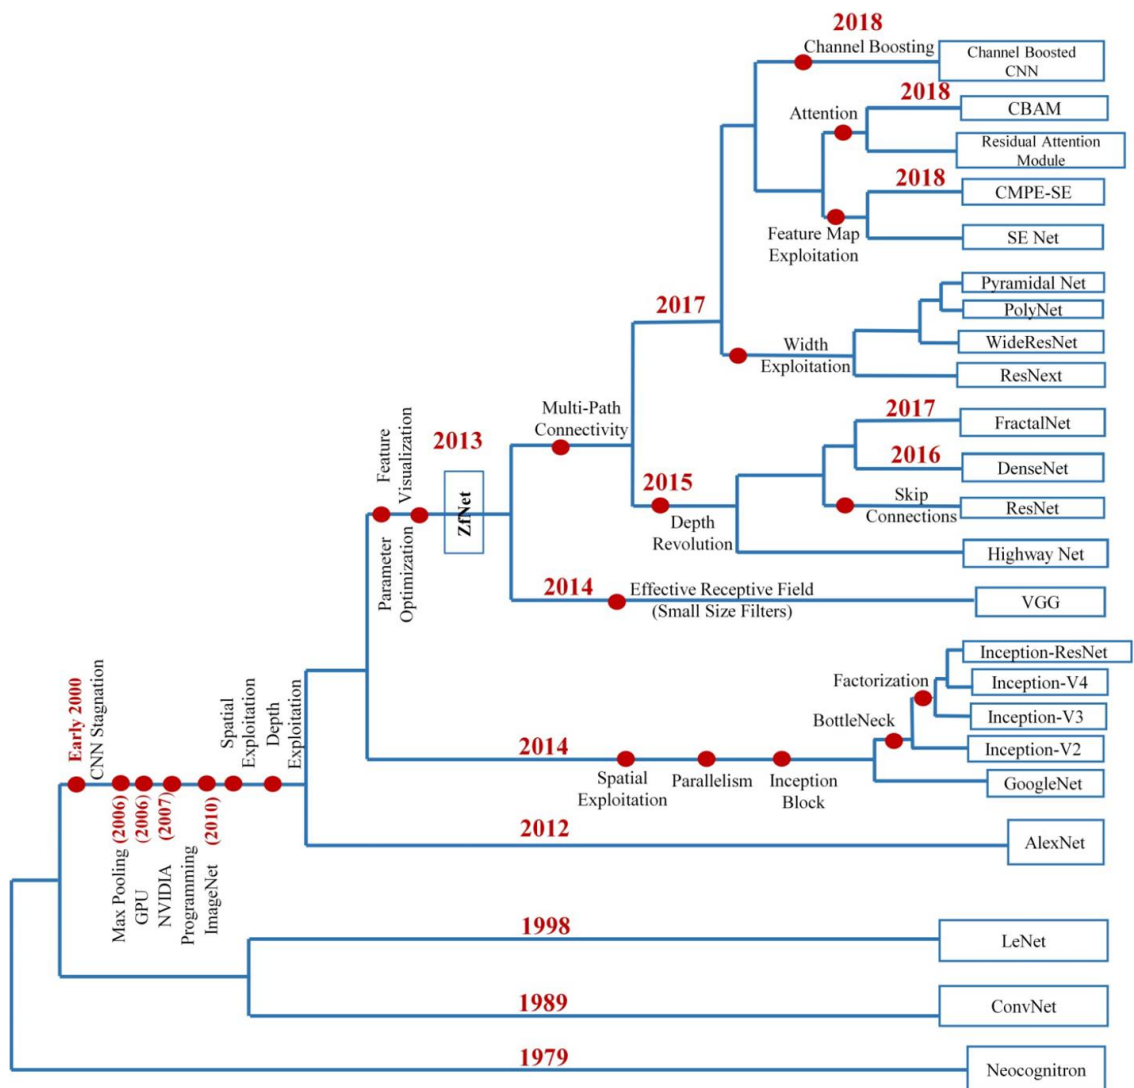 2018
Channel Boosting
Channel Boosted
CNN
2018
CBAM
Attention
Residual Attention
Module
2018
CMPE-SE
Feature Map
Exploitation
SE Net
Pyramidal Net
PolyNet
2017
Width
Exploitation
WideResNet
ResNext
Multi-Path
Connectivity
2017
FractalNet
2016
DenseNet
2015
Depth
Revolution
Skip
Connections
ResNet
Highway Net
Feature
Visualization
Parameter
Optimization
2013
ZfNet
2014
Effective Receptive Field
(Small Size Filters)
VGG
Inception-ResNet
Factorization
Inception-V4
BottleNeck
Inception-V3
Inception-V2
2014
Spatial
Exploitation
Parallelism
Inception
Block
GoogleNet
Early 2000
CNN Stagnation
Spatial
Exploitation
Depth
Exploitation
Max Pooling (2006)
GPU (2006)
NVIDIA (2007)
Programming
ImageNet (2010)
2012
AlexNet
1998
LeNet
1989
ConvNet
1979
Neocognitron